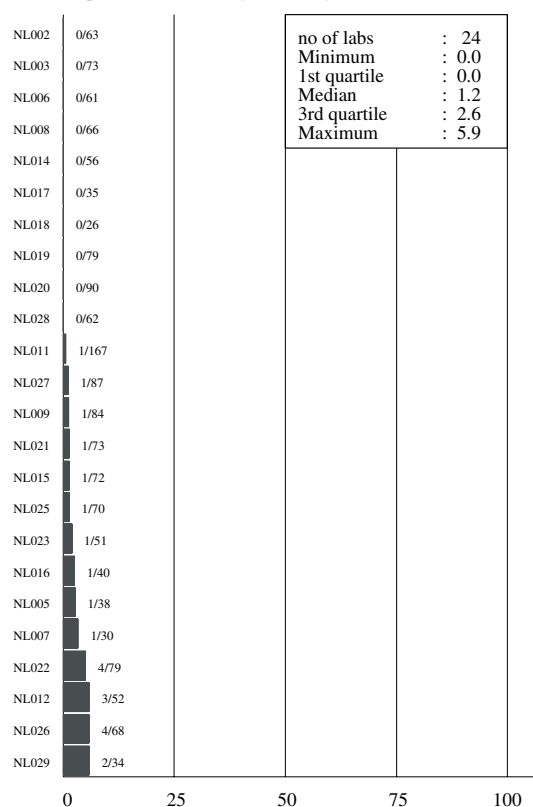 NL002 0/63
NL003 0/73
NL006 0/61
NL008 0/66
NL014 0/56
NL017 0/35
NL018 0/26
NL019 0/79
NL020 0/90
NL028 0/62
NL011 1/167
NL027 1/87
NL009 1/84
NL021 1/73
NL015 1/72
NL025 1/70
NL023 1/51
NL016 1/40
NL005 1/38
NL007 1/30
NL022 4/79
NL012 3/52
NL026 4/68
NL029 2/34
no of labs : 24
Minimum : 0.0
1st quartile : 0.0
Median : 1.2
3rd quartile : 2.6
Maximum : 5.9
0 25 50 75 100